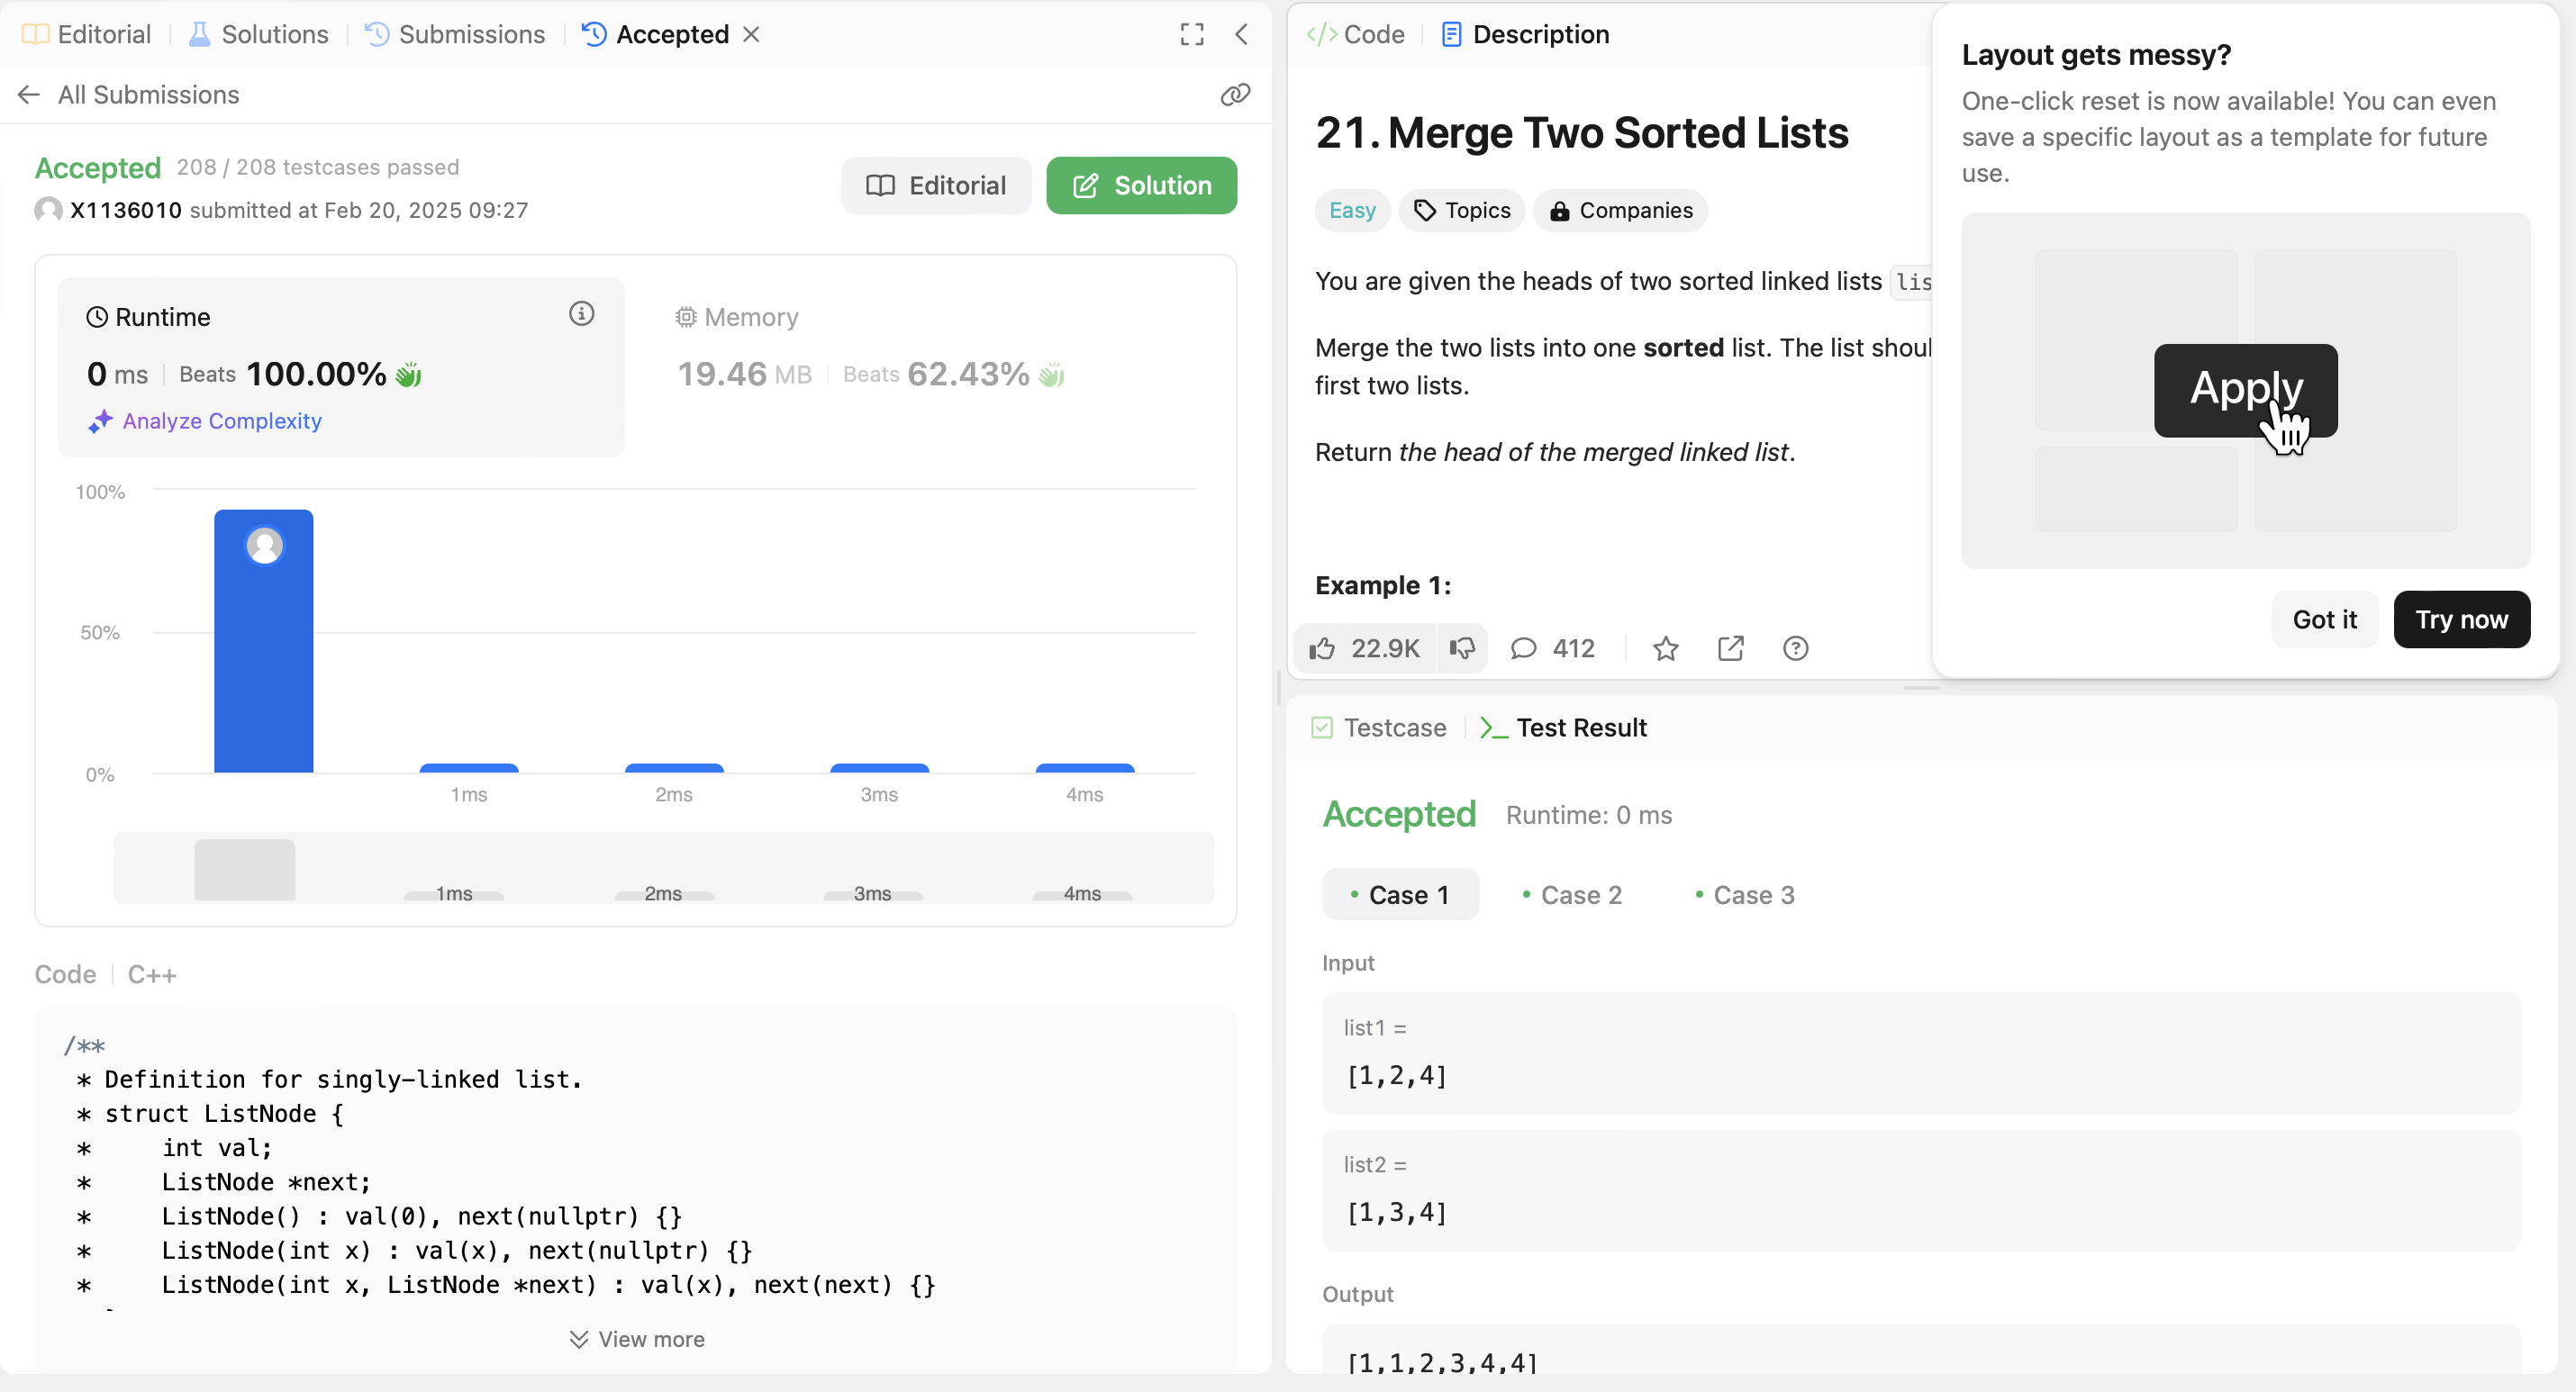 Editorial
Solutions
Submissions
Accepted
All Submissions
Accepted 208 / 208 testcases passed
X1136010 submitted at Feb 20, 2025 09:27
Editorial
Solution
Runtime
0 ms Beats 100.00%
Analyze Complexity
Memory
19.46 MB Beats 62.43%
100%
50%
0%
1ms 2ms 3ms 4ms
1ms 2ms 3ms 4ms
Code C++
/**
* Definition for singly-linked list.
* struct ListNode {
*     int val;
*     ListNode *next;
*     ListNode() : val(0), next(nullptr) {}
*     ListNode(int x) : val(x), next(nullptr) {}
*     ListNode(int x, ListNode *next) : val(x), next(next) {}
View more
</> Code
Description
21. Merge Two Sorted Lists
Easy
Topics
Companies
You are given the heads of two sorted linked lists
Merge the two lists into one sorted list. The list
first two lists.
Return the head of the merged linked list.
Example 1:
22.9K
412
Layout gets messy?
One-click reset is now available! You can even
save a specific layout as a template for future
use.
Apply
Got it
Try now
Testcase
Test Result
Accepted Runtime: 0 ms
Case 1
Case 2
Case 3
Input
list1 =
[1,2,4]
list2 =
[1,3,4]
Output
[1,1,2,3,4,4]